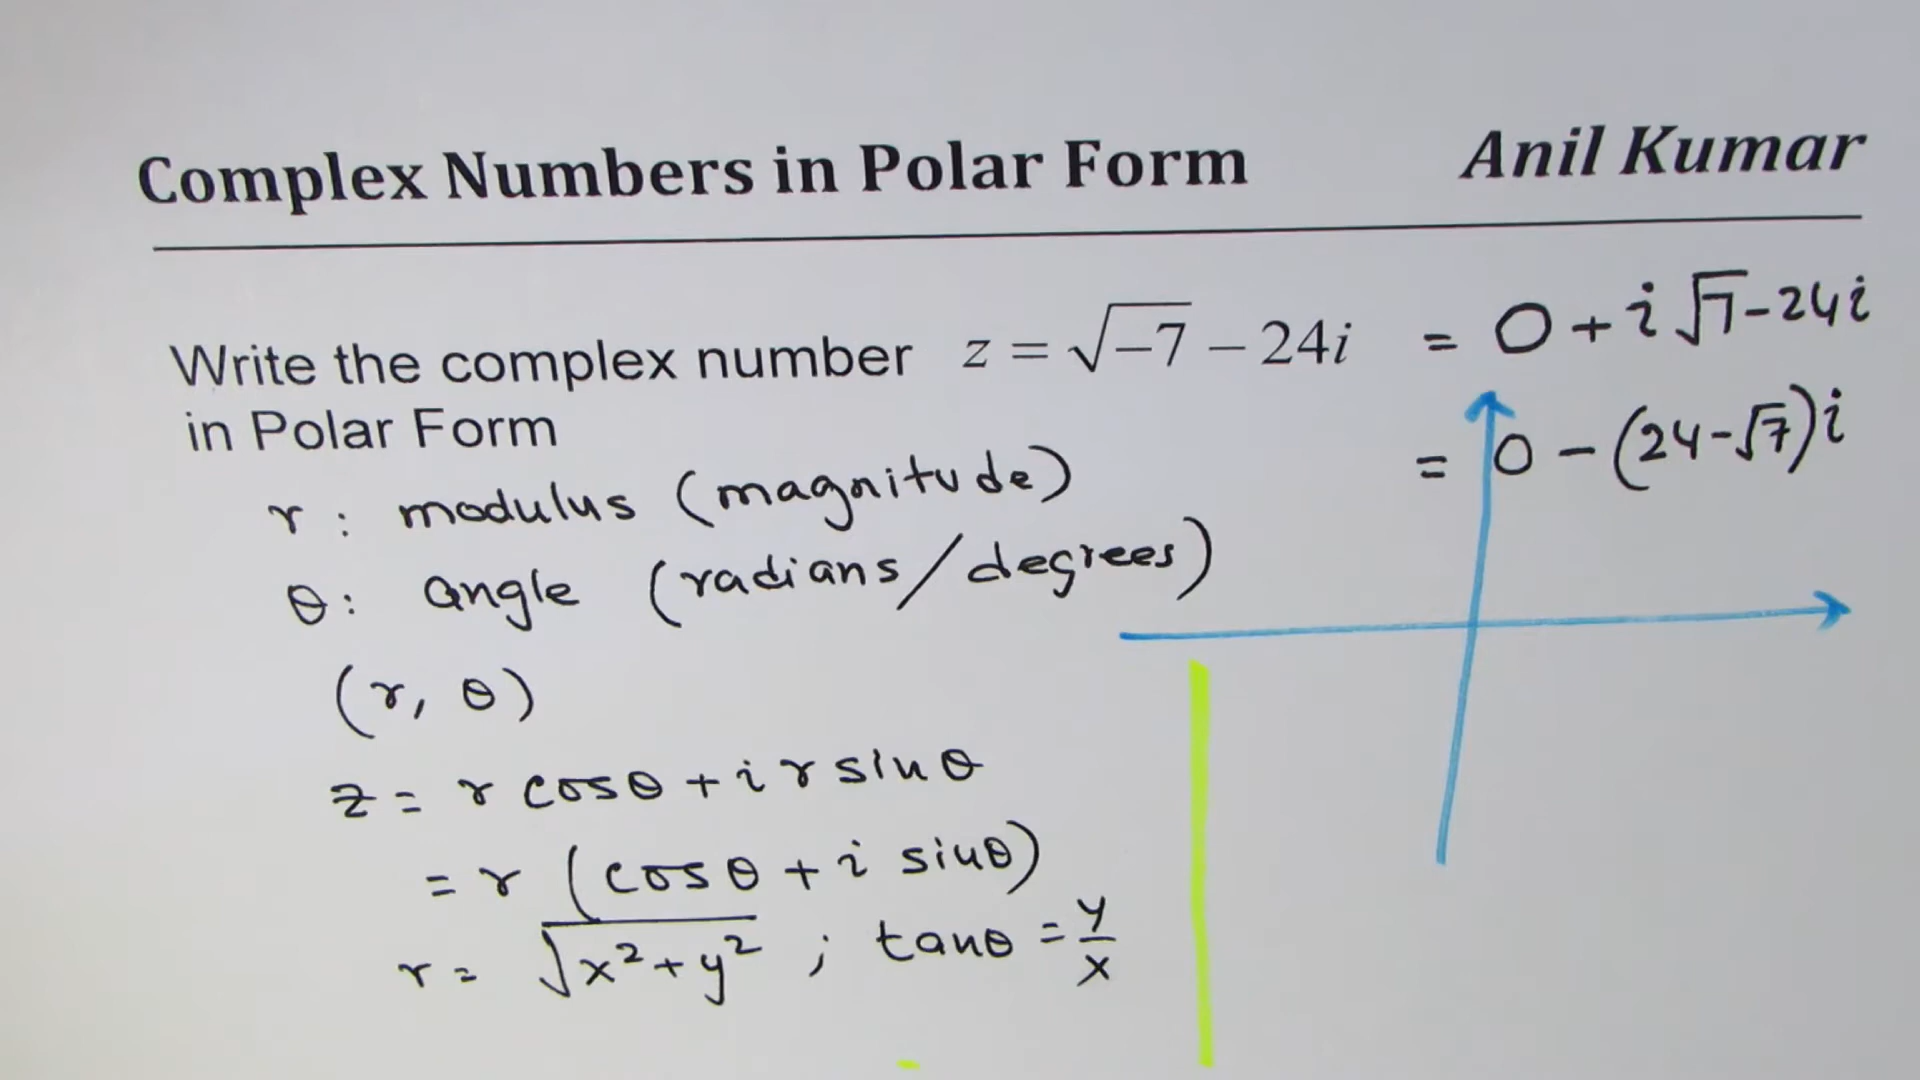 Complex Numbers in Polar Form Anil Kumar
Write the complex number z = √-7 - 24i = 0 + i√7 - 24i
in Polar Form = 0 - (24-√7)i
r : modulus (magnitude)
θ : angle (radians/degrees)
(r, θ)
z = r cosθ + i r sinθ
= r (cosθ + i sinθ)
r = √x²+y² ; tanθ = y/x